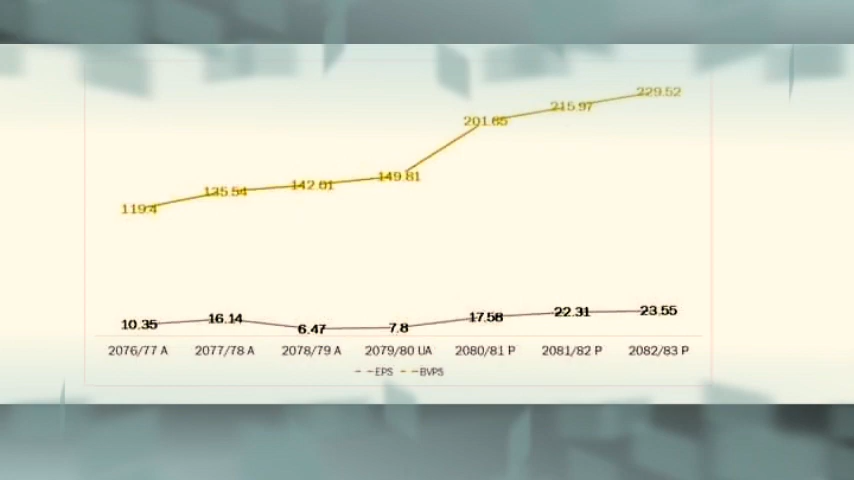 229.52
215.97
201.65
149.81
142.01
135.54
119.4
10.35 16.14 6.47 7.8 17.58 22.31 23.55
2076/77 A 2077/78 A 2078/79 A 2079/80 UA 2080/81 P 2081/82 P 2082/83 P
EPS BVPS